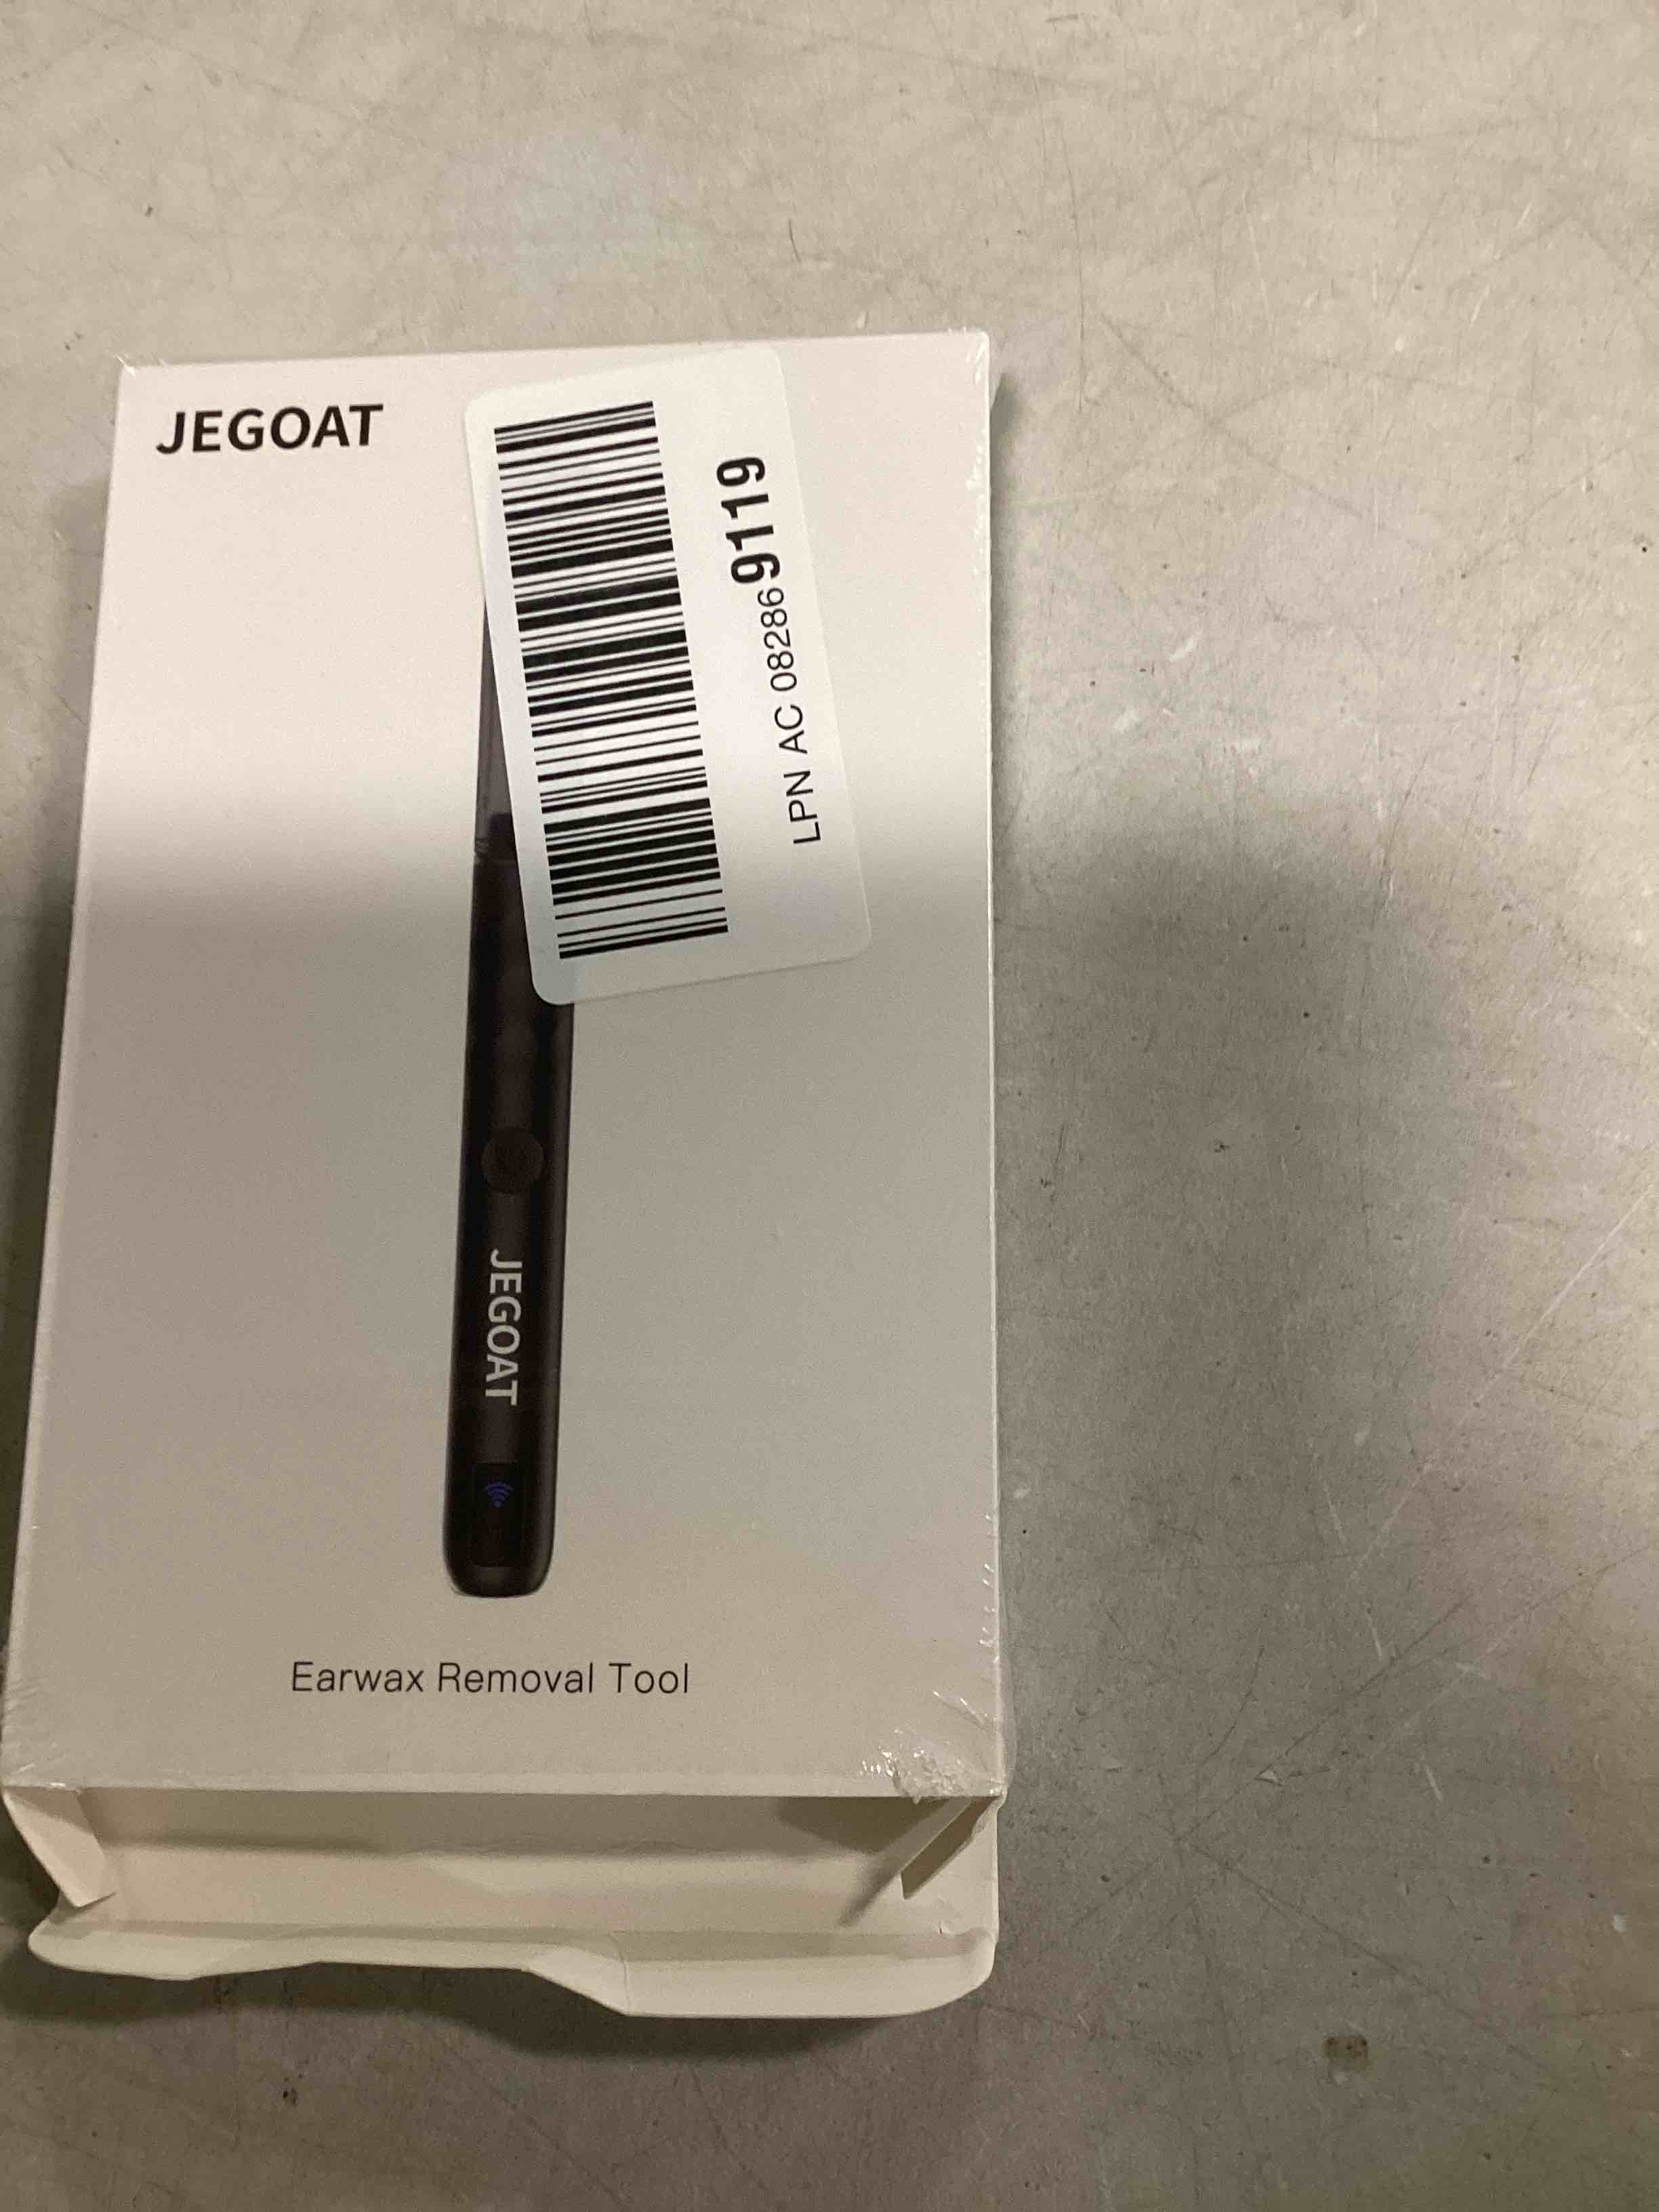 JEGOAT
LPN AC 082869119
JEGOAT
Earwax Removal Tool